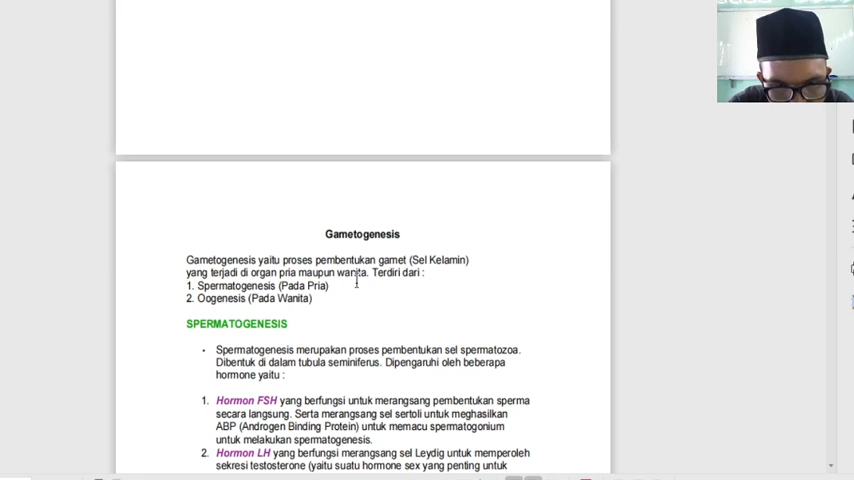 Gametogenesis
Gametogenesis yaitu proses pembentukan gamet (Sel Kelamin)
yang terjadi di organ pria maupun wanita. Terdiri dari :
1. Spermatogenesis (Pada Pria)
2. Oogenesis (Pada Wanita)
SPERMATOGENESIS
• Spermatogenesis merupakan proses pembentukan sel spermatozoa.
Dibentuk di dalam tubula seminiferus. Dipengaruhi oleh beberapa
hormone yaitu :
1. Hormon FSH yang berfungsi untuk merangsang pembentukan sperma
secara langsung. Serta merangsang sel sertoli untuk meghasilkan
ABP (Androgen Binding Protein) untuk memacu spermatogonium
untuk melakukan spermatogenesis.
2. Hormon LH yang berfungsi merangsang sel Leydig untuk memperoleh
sekresi testosterone (yaitu suatu hormone sex yang penting untuk